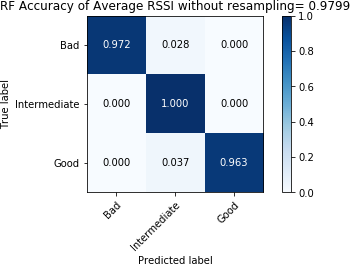 RF Accuracy of Average RSSI without resampling= 0.9799
True label
Bad
Intermediate
Good
0.972 0.028 0.000
0.000 1.000 0.000
0.000 0.037 0.963
Bad
Intermediate
Good
Predicted label
1.0
0.8
0.6
0.4
0.2
0.0